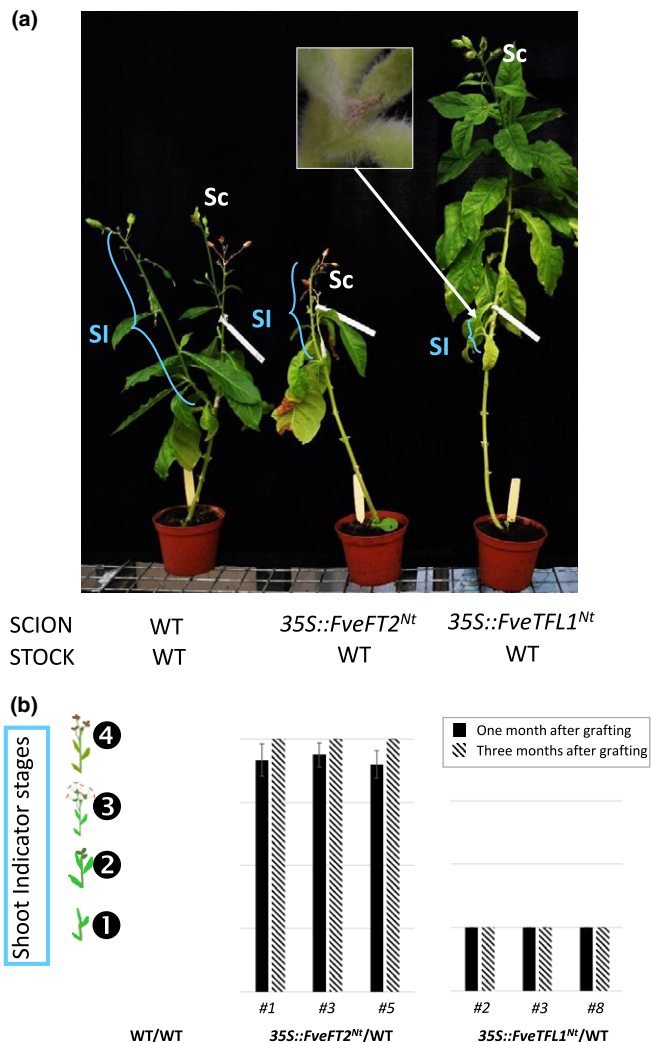 (a)
Sc
Sc
Sc
SI
SI
SI
SCION WT 35S::FveFT2Nt 35S::FveTFL1Nt
STOCK WT WT WT
(b)
Shoot Indicator stages
4
3
2
1
One month after grafting
Three months after grafting
#1 #3 #5 #2 #3 #8
WT/WT 35S::FveFT2Nt/WT 35S::FveTFL1Nt/WT